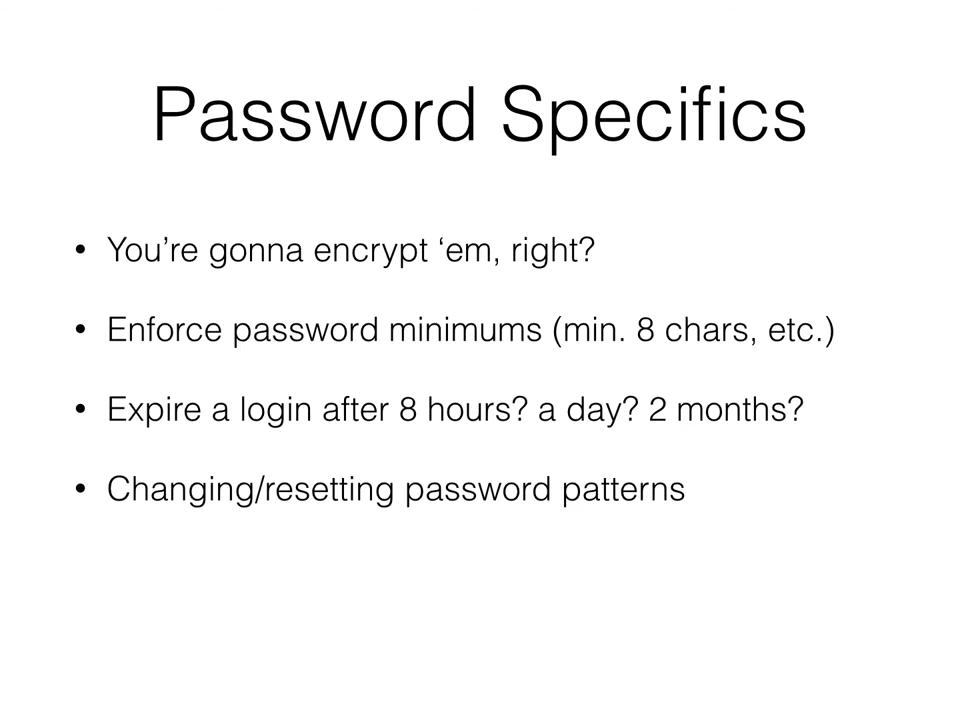 Password Specifics
• You’re gonna encrypt ‘em, right?
• Enforce password minimums (min. 8 chars, etc.)
• Expire a login after 8 hours? a day? 2 months?
• Changing/resetting password patterns